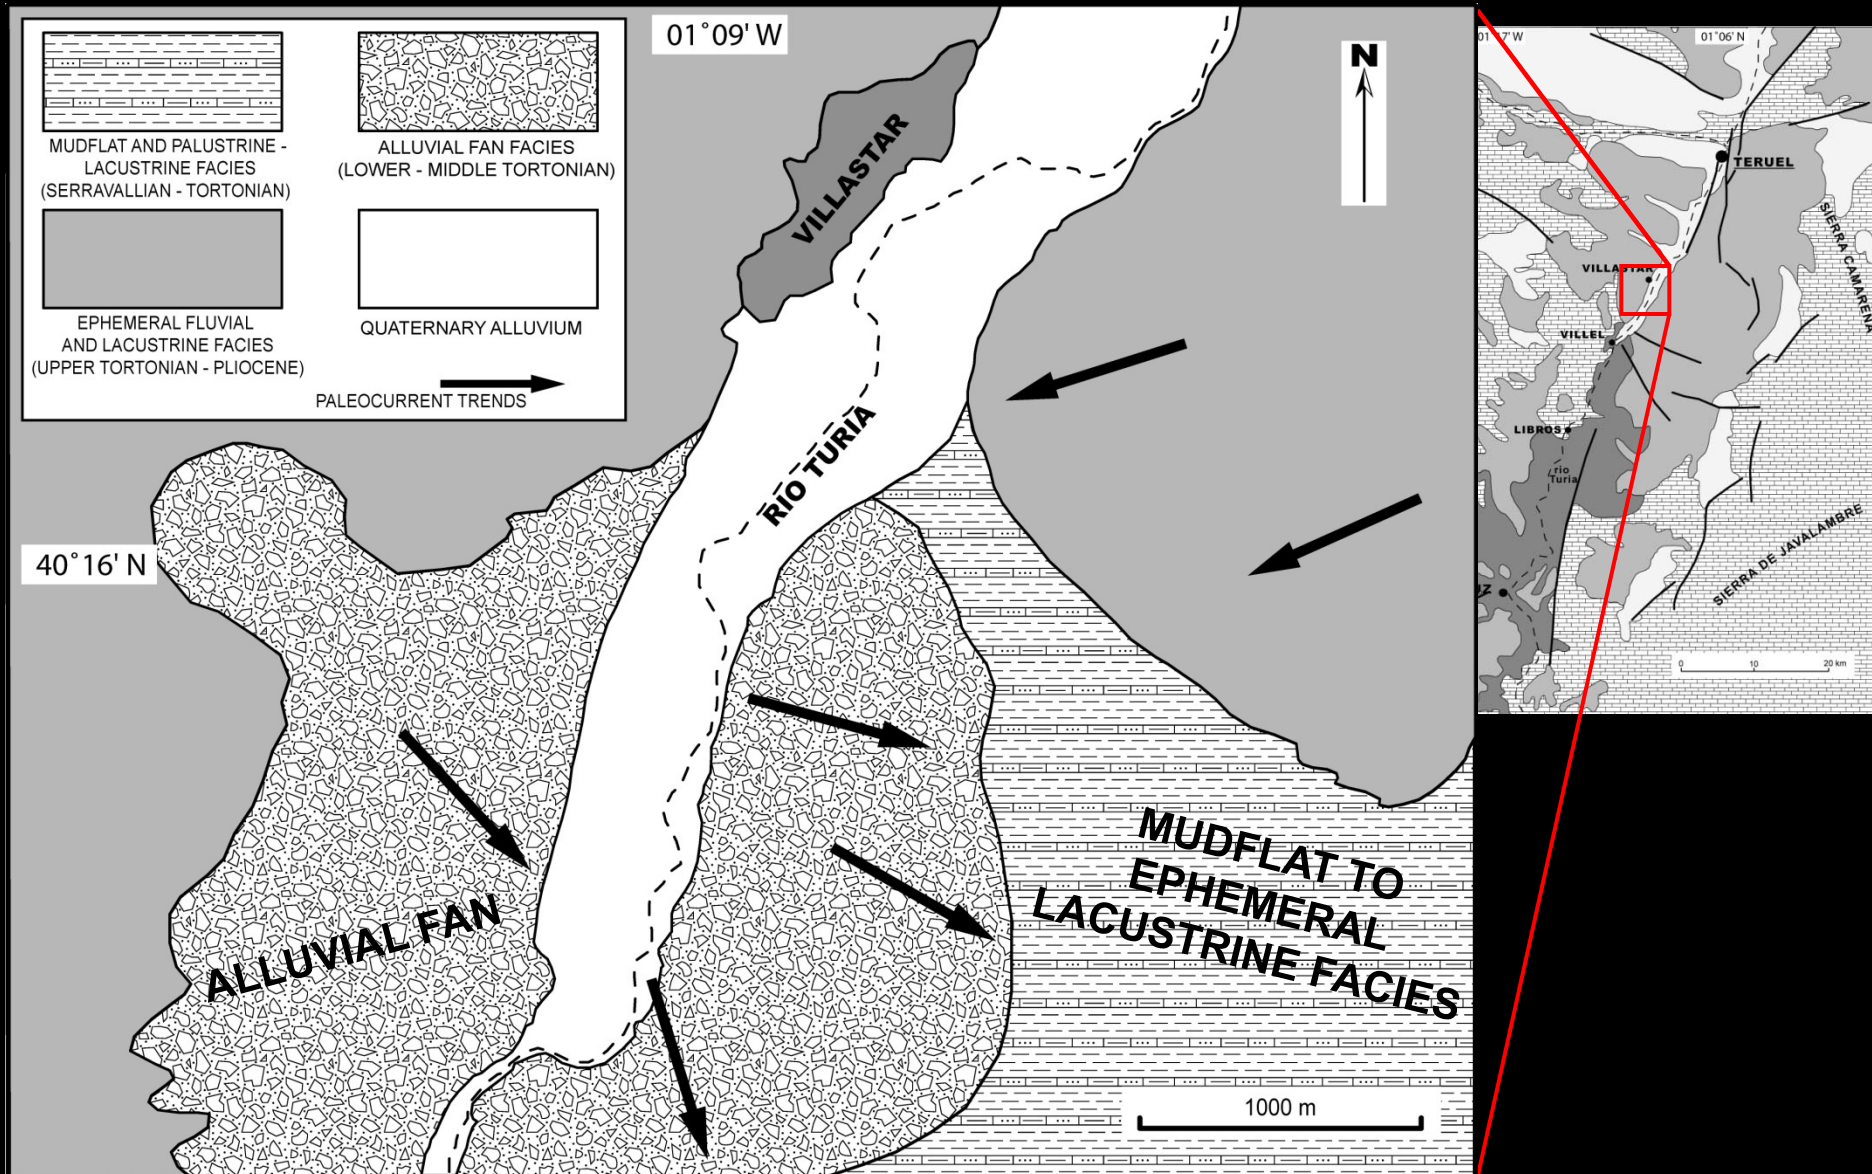 MUDFLAT AND PALUSTRINE -
LACUSTRINE FACIES
(SERRAVALLIAN - TORTONIAN)
ALLUVIAL FAN FACIES
(LOWER - MIDDLE TORTONIAN)
EPHEMERAL FLUVIAL
AND LACUSTRINE FACIES
(UPPER TORTONIAN - PLIOCENE)
QUATERNARY ALLUVIUM
PALEOCURRENT TRENDS
01°09' W
N
VILLASTAR
RIO TURIA
40°16' N
ALLUVIAL FAN
MUDFLAT TO
EPHEMERAL
LACUSTRINE FACIES
1000 m
01°17' W
01°06' N
TERUEL
SIERRA CAMARENA
VILLASTAR
VILLEL
LIBROS
rio
Turia
SIERRA DE JAVALAMBRE
0 10 20 km